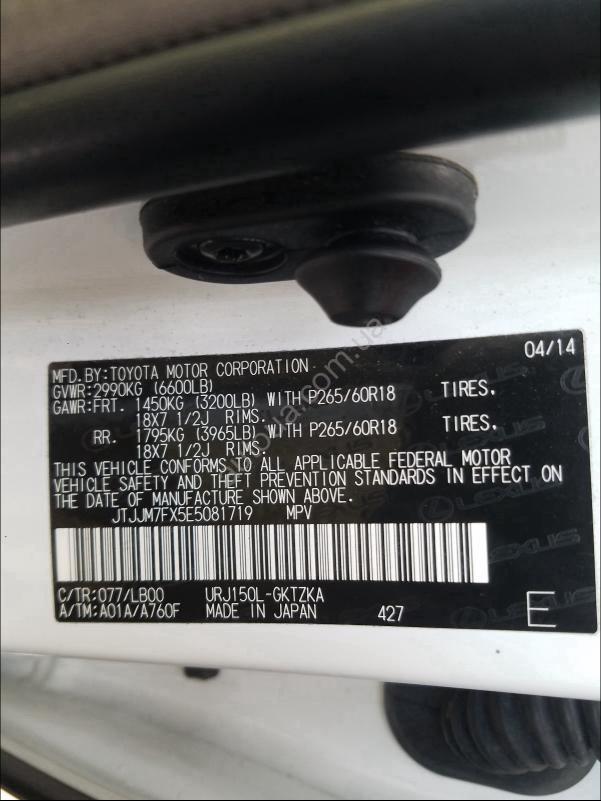 04/14
MFD.BY:TOYOTA MOTOR CORPORATION
GVWR:2990KG (6600LB)
GAWR:FRT. 1450KG (3200LB) WITH P265/60R18 TIRES.
18X7 1/2J RIMS.
RR. 1795KG (3965LB) WITH P265/60R18 TIRES.
18X7 1/2J RIMS.
THIS VEHICLE CONFORMS TO ALL APPLICABLE FEDERAL MOTOR
VEHICLE SAFETY AND THEFT PREVENTION STANDARDS IN EFFECT ON
THE DATE OF MANUFACTURE SHOWN ABOVE.
JTJJM7FX5E5081719 MPV
C/TR:077/LB00 URJ150L-GKTZKA
A/TM:A01A/A760F MADE IN JAPAN 427 E
LEXUS